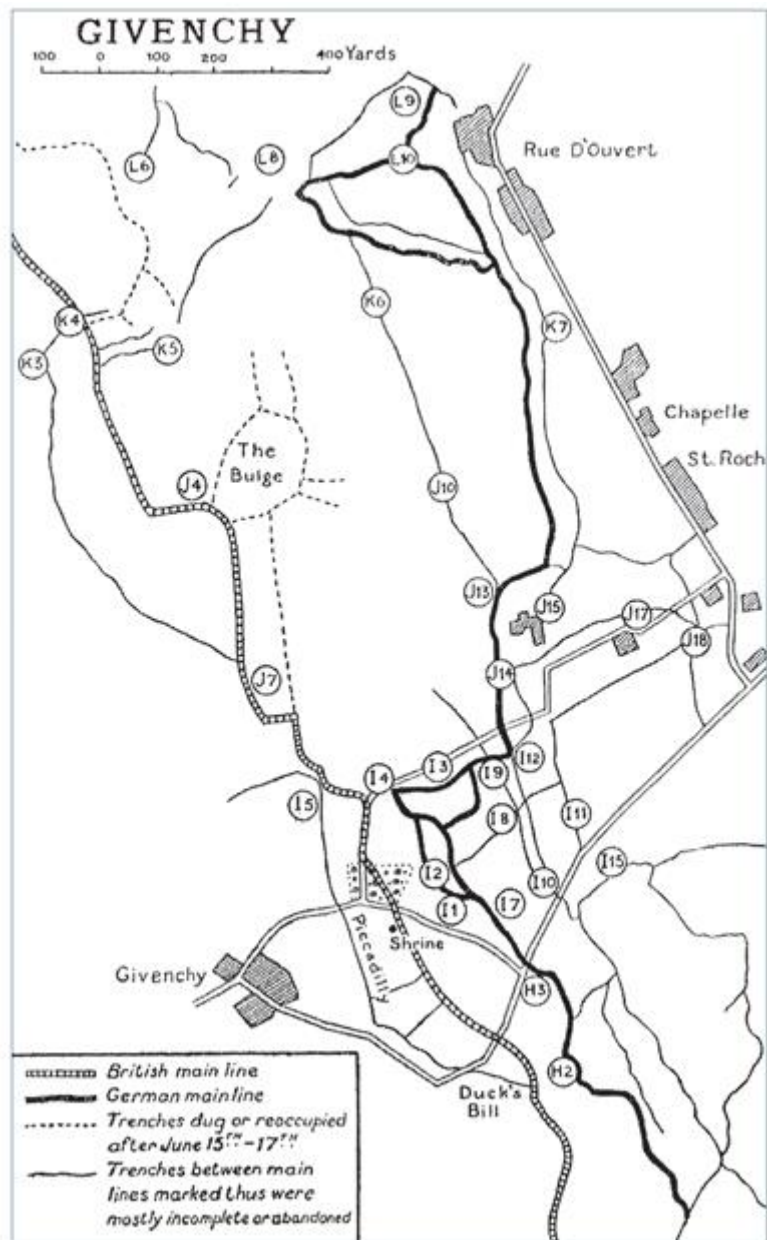 GIVENCHY
100 0 100 200 400 Yards
L9
L6
L8
L10
Rue D'Ouvert
K6
K4
K7
K3
K5
Chapelle
The
Bulge
St. Roch
J4
J10
J13
J15
J17
J18
J14
J7
I3
I12
I4
I9
I5
I8
I11
I2
I10
I15
I1
I7
Piccadilly
Shrine
Givenchy
H3
H2
Duck's
Bill
British main line
German main line
Trenches dug or reoccupied
after June 15TH-17TH
Trenches between main
lines marked thus were
mostly incomplete or abandoned